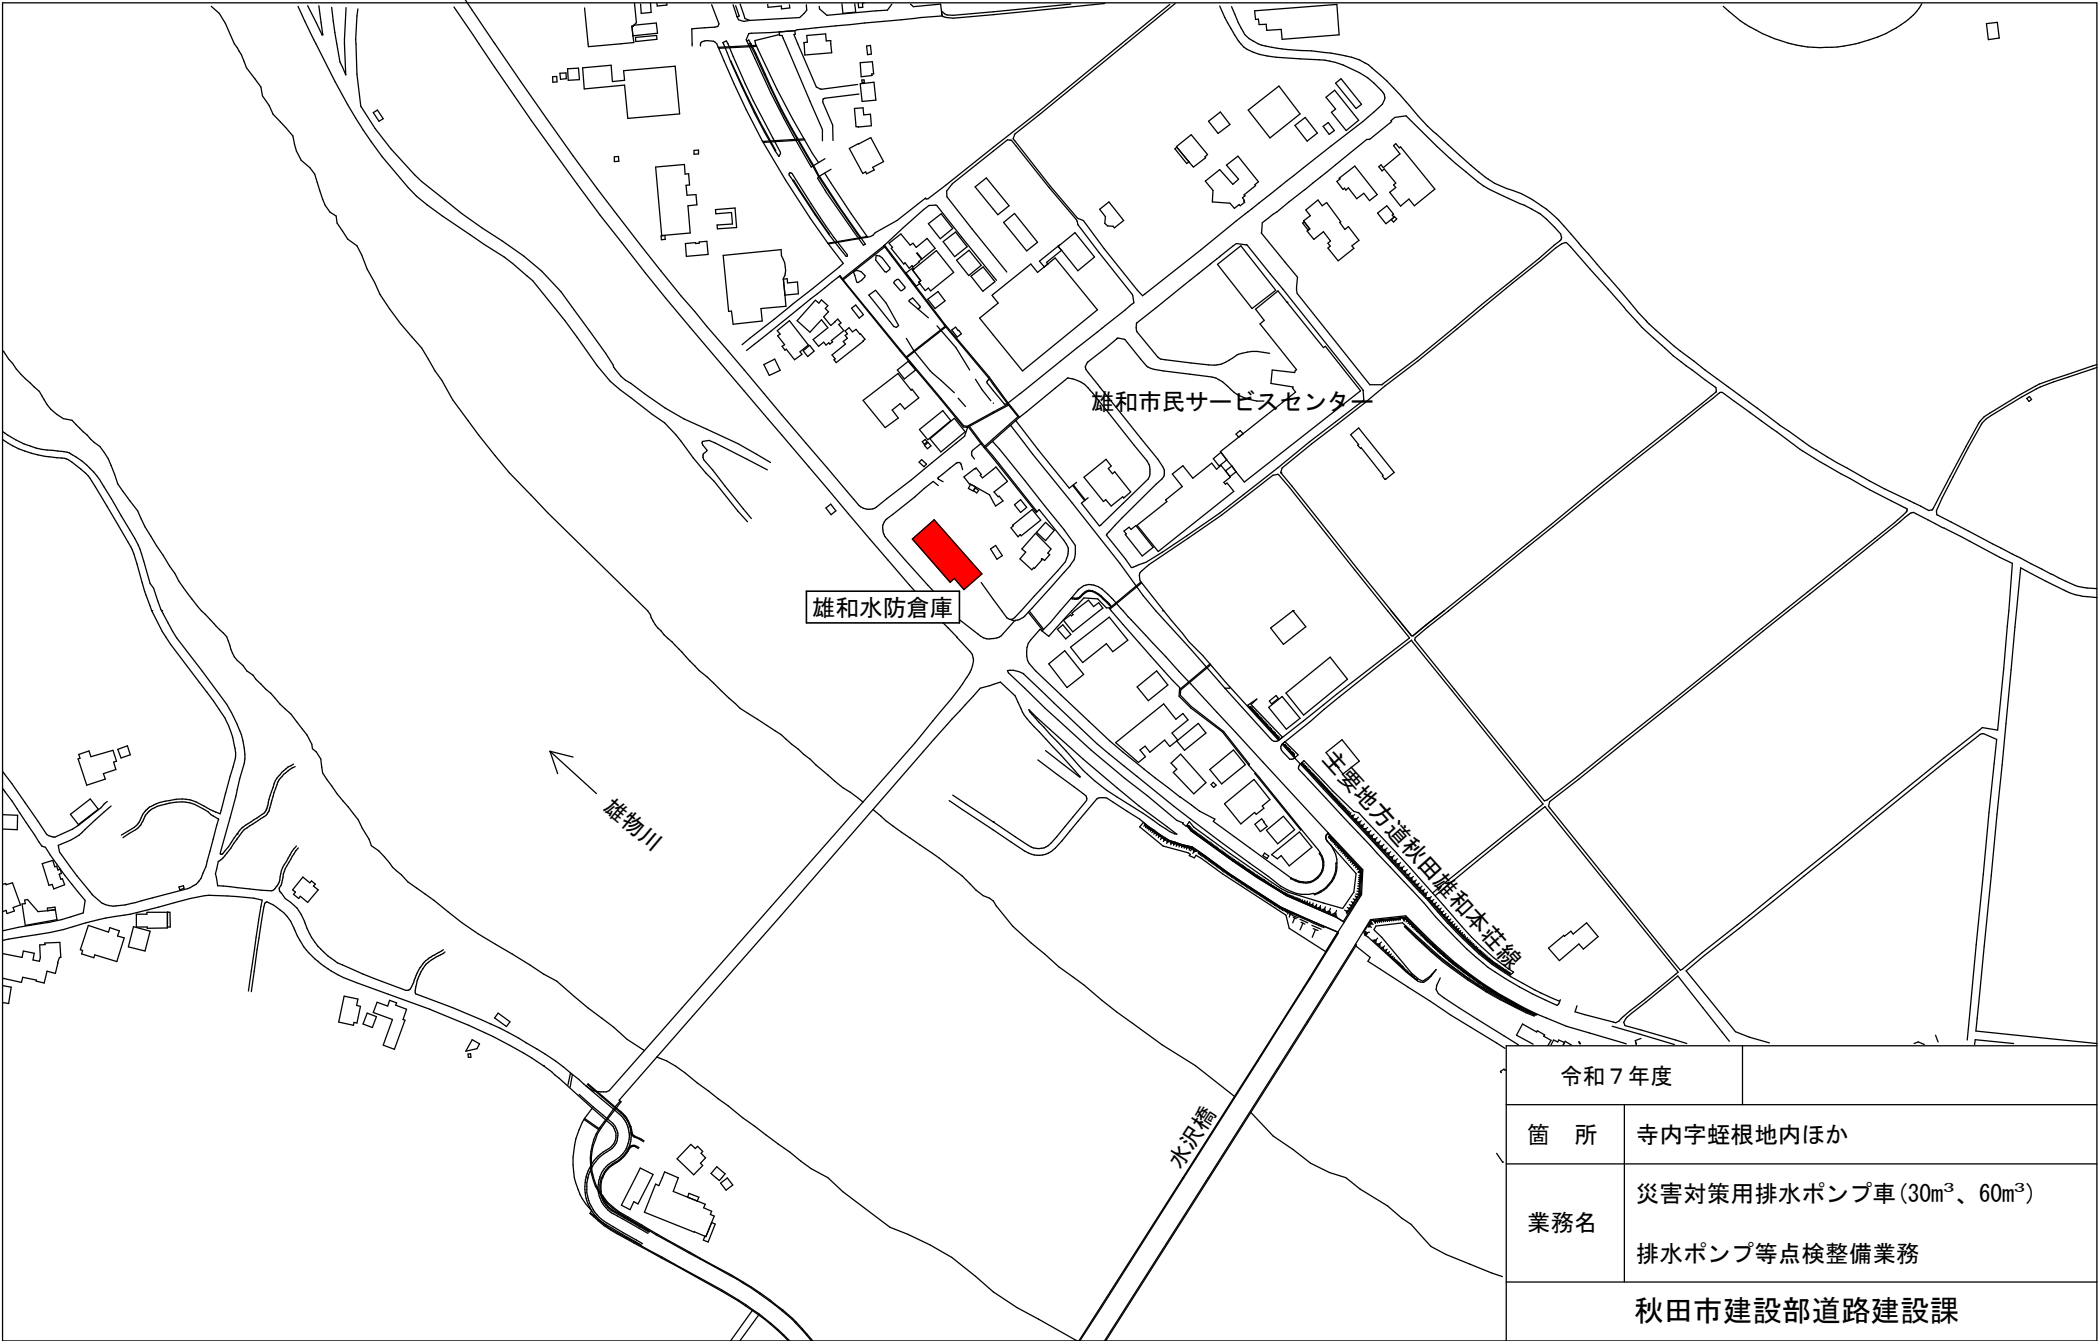 雄和市民サービスセンター
雄和水防倉庫
主要地方道秋田雄和本荘線
雄物川
水沢橋
令和７年度
箇　所
寺内字蛭根地内ほか
業務名
災害対策用排水ポンプ車(30m³、60m³)
排水ポンプ等点検整備業務
秋田市建設部道路建設課